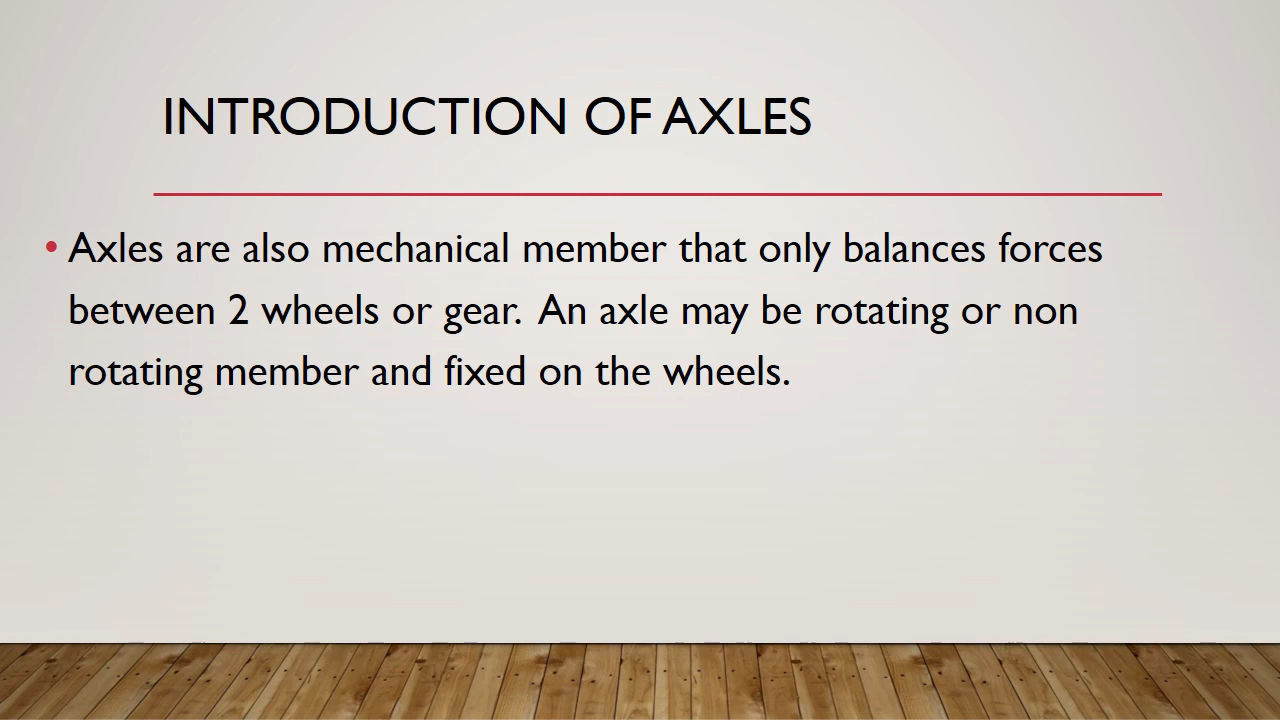 INTRODUCTION OF AXLES
• Axles are also mechanical member that only balances forces
between 2 wheels or gear.  An axle may be rotating or non
rotating member and fixed on the wheels.